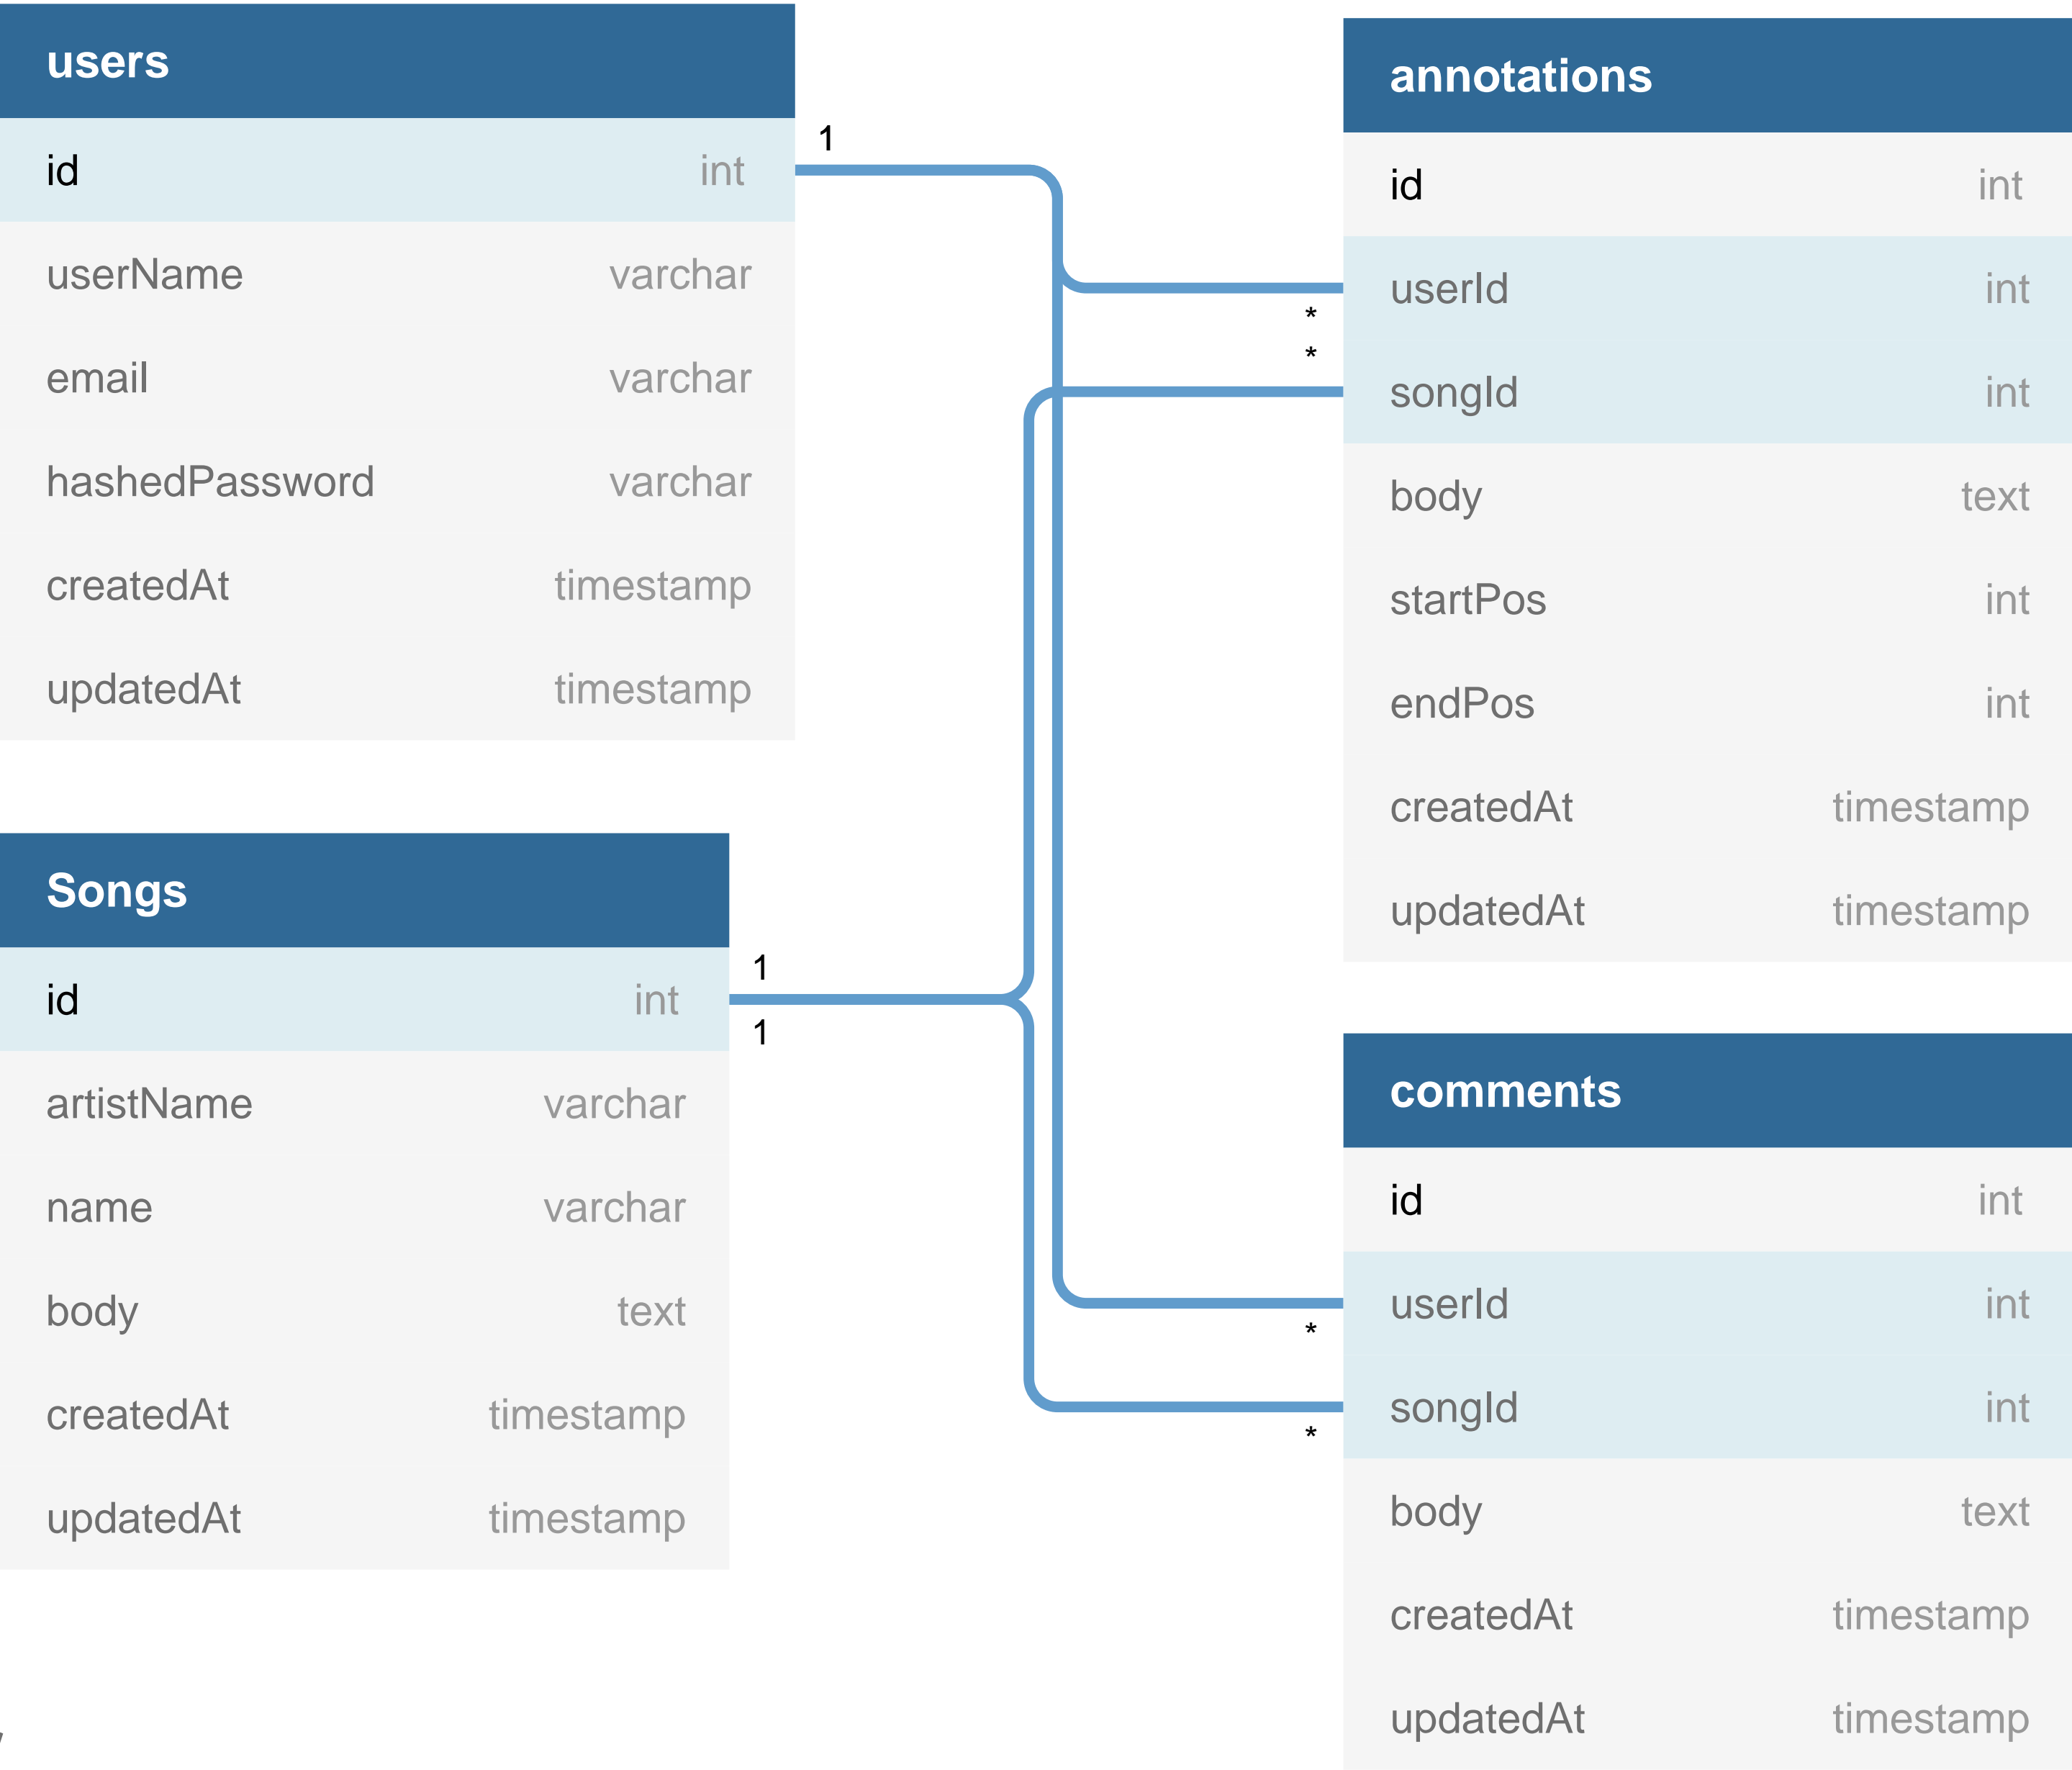 users
id int
userName varchar
email varchar
hashedPassword varchar
createdAt timestamp
updatedAt timestamp
1
Songs
id int
artistName varchar
name varchar
body text
createdAt timestamp
updatedAt timestamp
1
1
annotations
id int
*
userId int
*
songId int
body text
startPos int
endPos int
createdAt timestamp
updatedAt timestamp
comments
id int
userId int
*
songId int
*
body text
createdAt timestamp
updatedAt timestamp